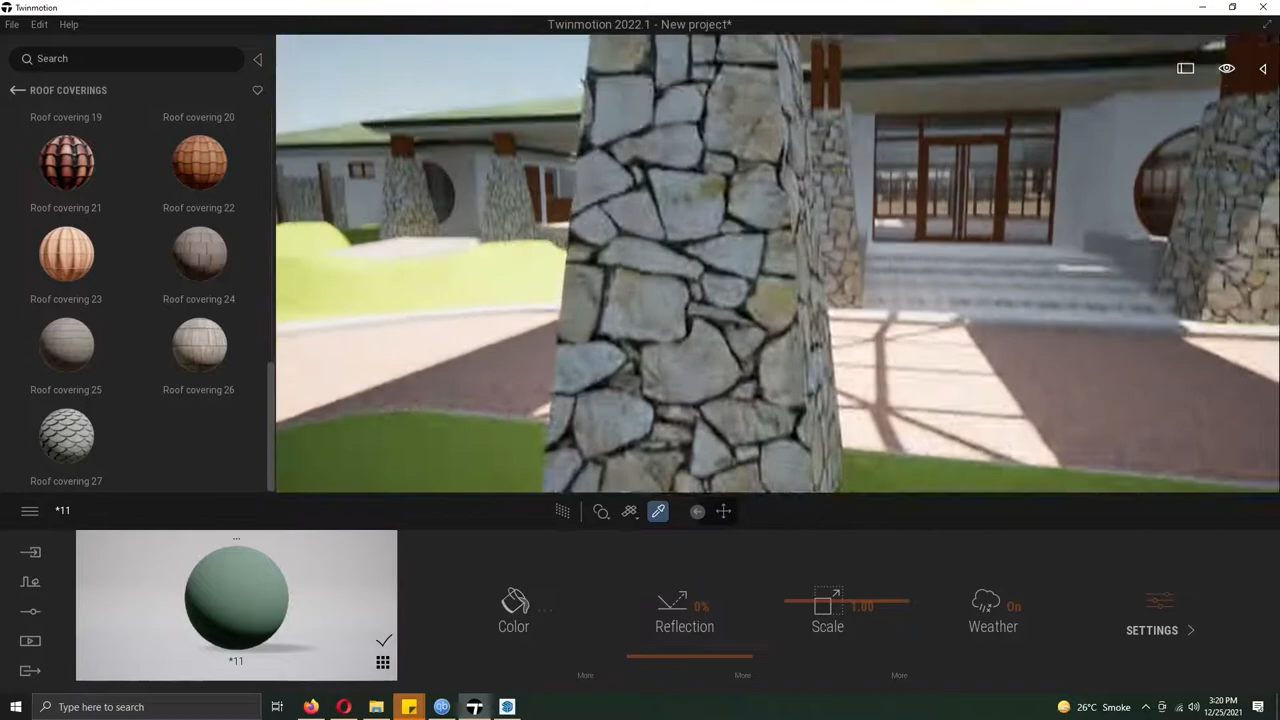 Twinmotion
File Edit Help
Twinmotion 2022.1 - New project*
Search
ROOF COVERINGS
Roof covering 19 Roof covering 20
Roof covering 21 Roof covering 22
Roof covering 23 Roof covering 24
Roof covering 25 Roof covering 26
Roof covering 27
*11
...
*11
Color ...
Reflection 0%
Scale 1.00
Weather On
SETTINGS
More More More
Type here to search
26°C Smoke
3:20 PM
12/25/2021